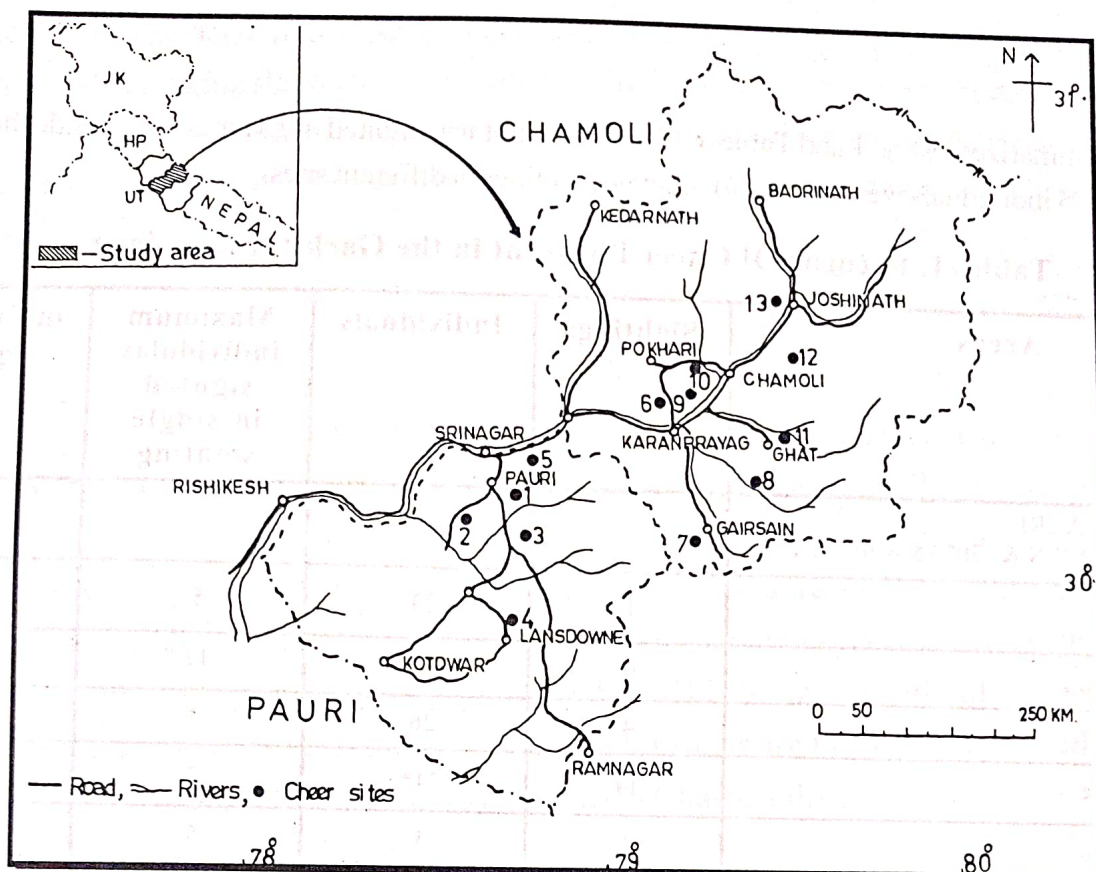 JK
HP
UT
NEPAL
—Study area
CHAMOLI
N
31°
KEDARNATH
BADRINATH
13
JOSHIMATH
POKHARI
12
10
CHAMOLI
6
9
SRINAGAR
KARANPRAYAG
11
GHAT
5
RISHIKESH
PAURI
8
1
2
3
GAIRSAIN
7
30°
4
LANSDOWNE
KOTDWAR
PAURI
0 50 250 KM.
RAMNAGAR
— Road, Rivers, • Cheer sites
78°
79°
80°